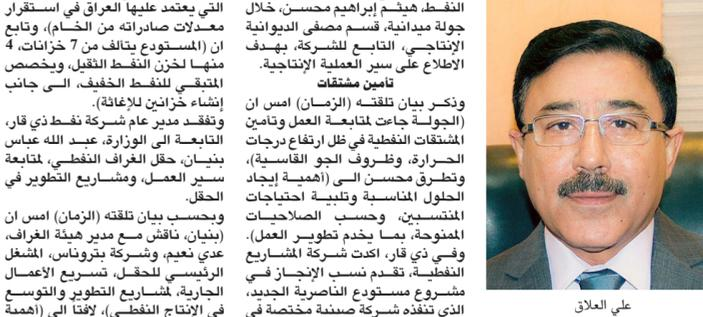 النفط، هيثم إبراهيم محسن، خلال
جولة ميدانية، قسم مصفى الديوانية
الإنتاجي، التابع للشركة، بهدف
الاطلاع على سير العملية الإنتاجية.
تأمين مشتقات
وذكر بيان تلقته (الزمان) امس ان
(الجولة جاءت لمتابعة العمل وتأمين
المشتقات النفطية في ظل ارتفاع درجات
الحرارة، وظروف الجو القاسية)،
وتطرق محسن الى (أهمية إيجاد
الحلول المناسبة وتلبية احتياجات
المنتسبين، وحسب الصلاحيات
الممنوحة، بما يخدم تطوير العمل).
وفي ذي قار، اكدت شركة المشاريع
النفطية، تقدم نسب الإنجاز في
مشروع مستودع الناصرية الجديد،
الذي تنفذه شركة صينية مختصة في
التي يعتمد عليها العراق في استقرار
معدلات صادراته من الخام)، وتابع
ان (المستودع يتألف من 7 خزانات، 4
منها لخزن النفط الثقيل، ويخصص
المتبقي للنفط الخفيف، الى جانب
إنشاء خزانين للإغاثة).
وتفقد مدير عام شركة نفط ذي قار،
التابعة الى الوزارة، عبد الله عباس
بنيان، حقل الغراف النفطي، لمتابعة
سير العمل، ومشاريع التطوير في
الحقل.
وبحسب بيان تلقته (الزمان) امس ان
(بنيان، ناقش مع مدير هيئة الغراف،
عدي نعيم، وشركة بتروناس، المشغل
الرئيسي للحقل، تسريع الأعمال
الجارية، لمشاريع التطوير والتوسع
في الإنتاج النفطي)، لافتا الى (أهمية
علي العلاق